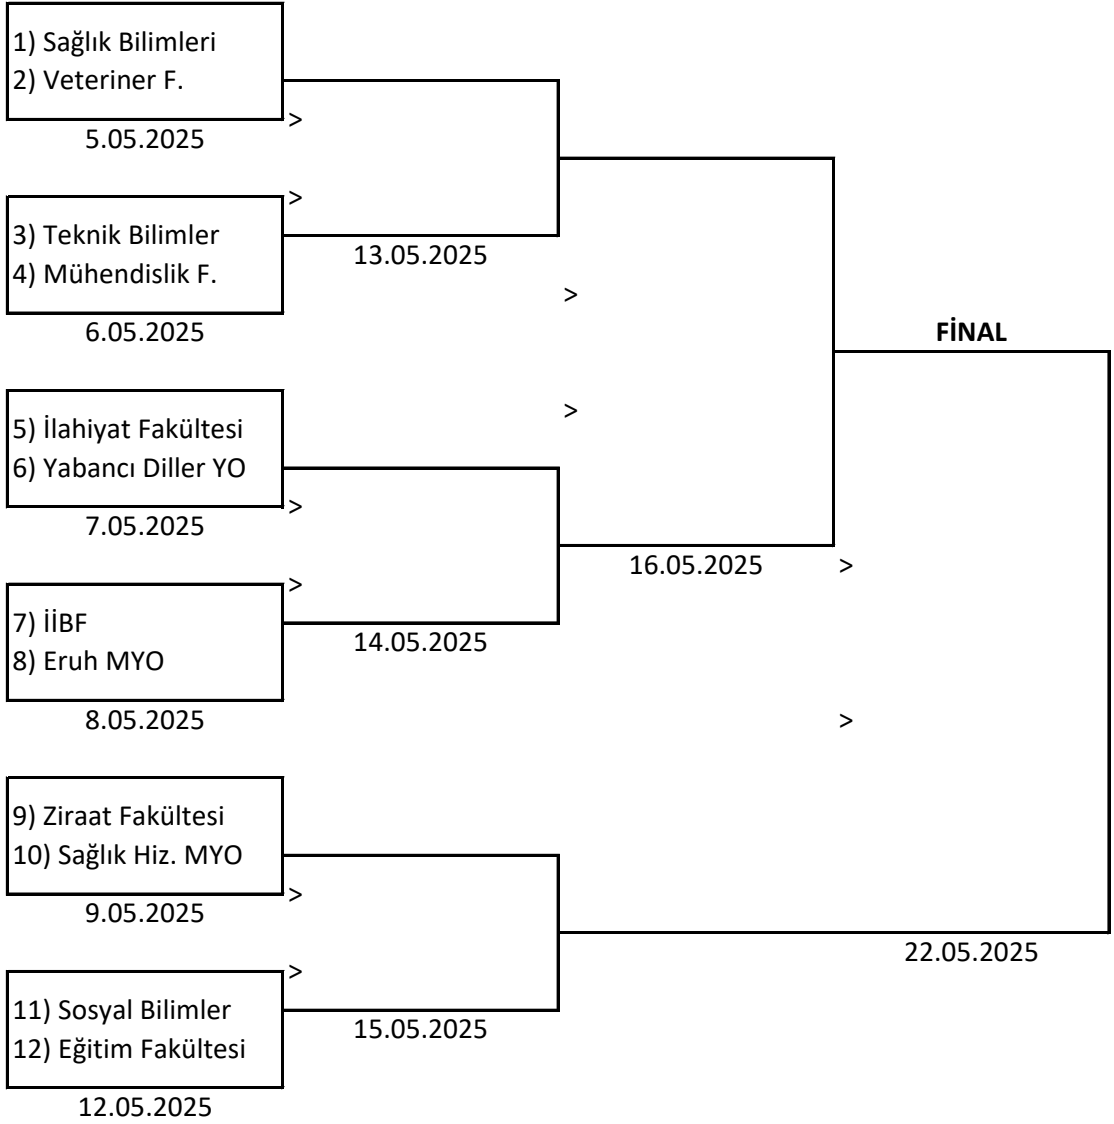 1) Sağlık Bilimleri
2) Veteriner F.
>
5.05.2025
>
3) Teknik Bilimler
4) Mühendislik F.
13.05.2025
>
6.05.2025
FİNAL
>
5) İlahiyat Fakültesi
6) Yabancı Diller YO
>
7.05.2025
16.05.2025
>
>
7) İİBF
8) Eruh MYO
14.05.2025
8.05.2025
>
9) Ziraat Fakültesi
10) Sağlık Hiz. MYO
>
9.05.2025
22.05.2025
>
11) Sosyal Bilimler
12) Eğitim Fakültesi
15.05.2025
12.05.2025